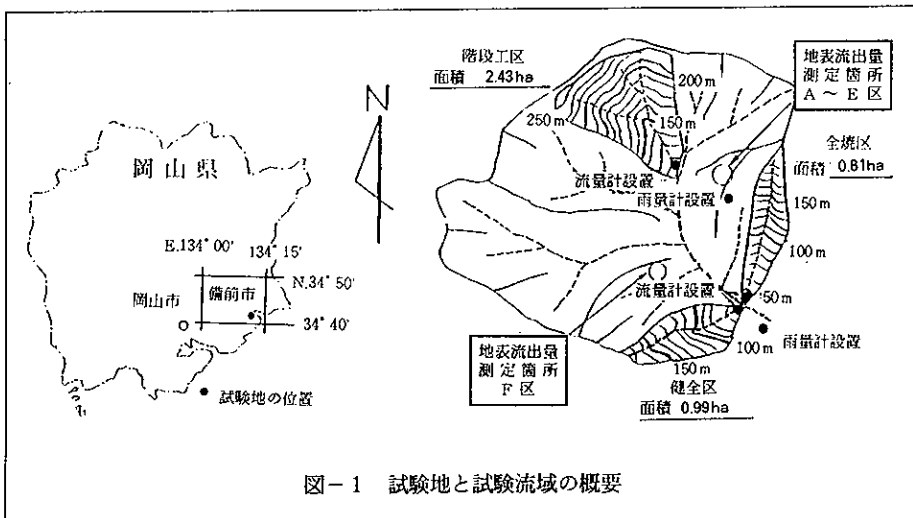 岡山県
E.134° 00′
134° 15′
N.34° 50′
備前市
岡山市
34° 40′
●試験地の位置
N
階段工区
面積 2.43ha
200m
250m
150m
流量計設置
雨量計設置
地表流出量
測定箇所
A～E区
全焼区
面積 0.81ha
150m
100m
50m
流量計設置
100m
雨量計設置
150m
健全区
面積 0.99ha
地表流出量
測定箇所
F区
図－1 試験地と試験流域の概要